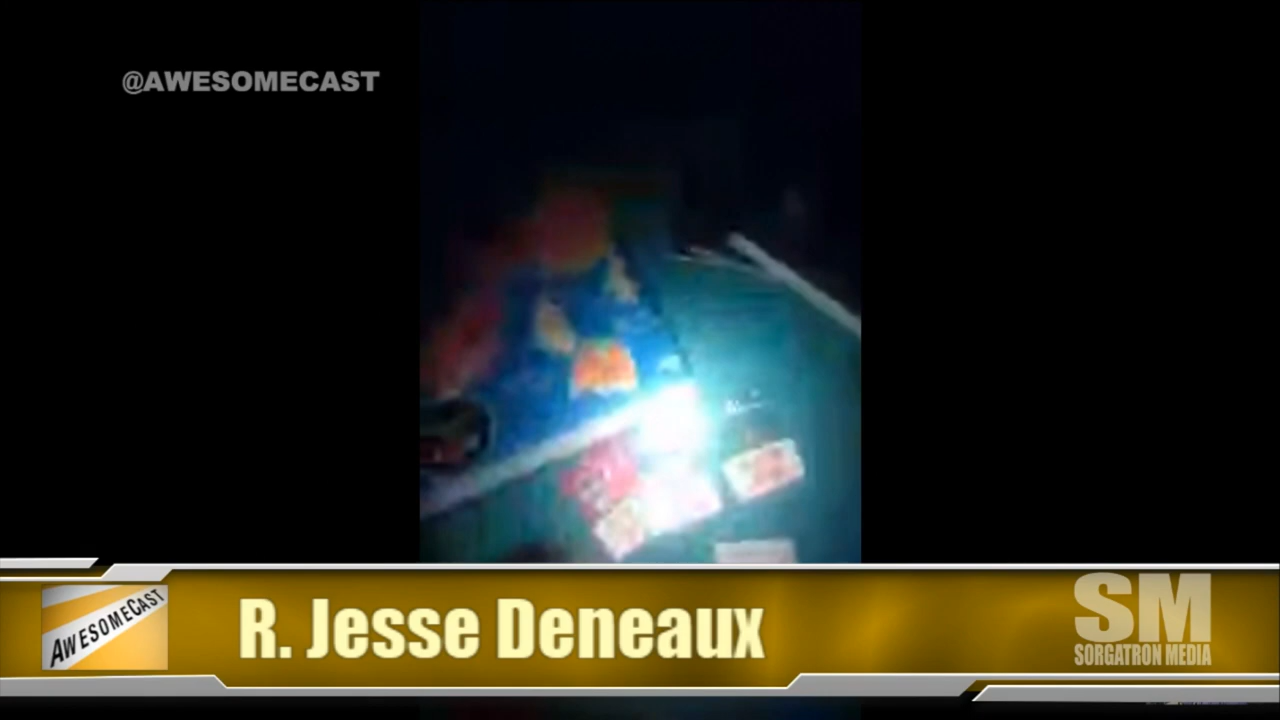 @AWESOMECAST
AWESOMECAST
R. Jesse Deneaux
SM
SORGATRON MEDIA